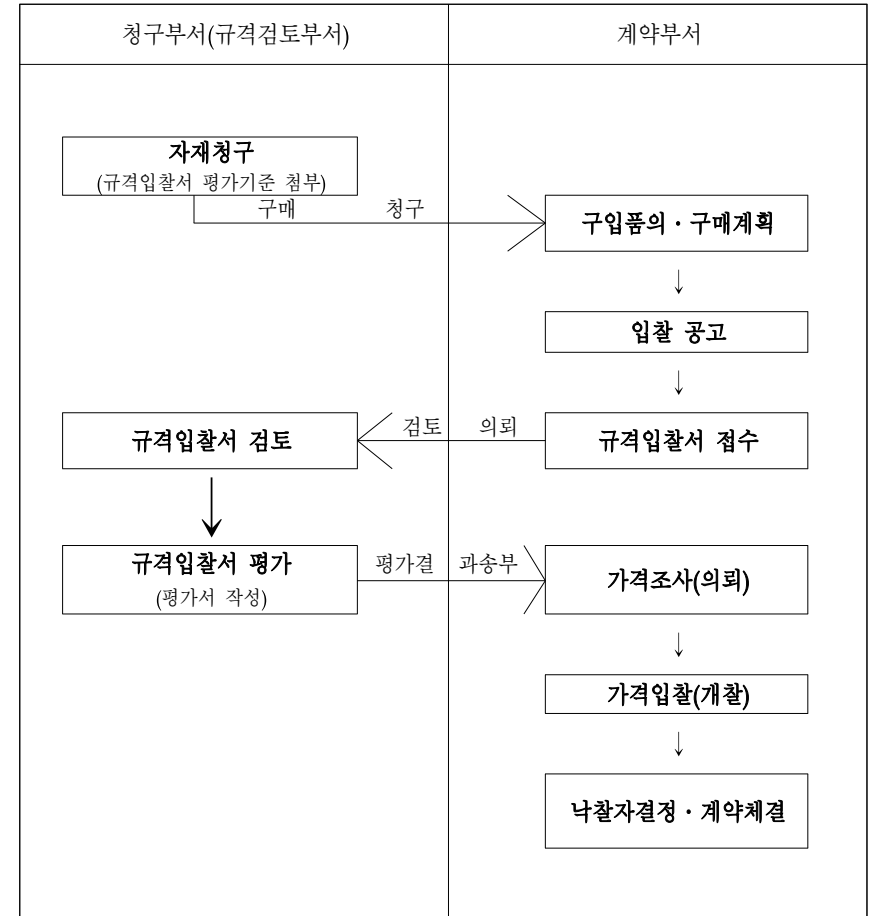 청구부서(규격검토부서)
계약부서
자재청구
(규격입찰서 평가기준 첨부)
구매 청구
구입품의・구매계획
↓
입찰 공고
↓
규격입찰서 검토
검토 의뢰
규격입찰서 접수
규격입찰서 평가
(평가서 작성)
평가결 과송부
가격조사(의뢰)
↓
가격입찰(개찰)
↓
낙찰자결정・계약체결